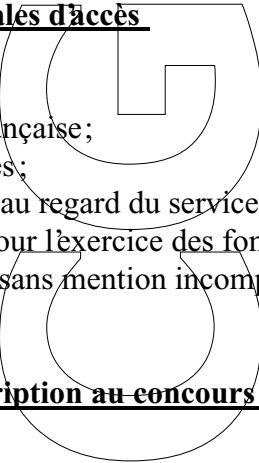 ales d'accès
nçaise ;
es ;
au regard du service
our l'exercice des fon
sans mention incomp
ription au concours